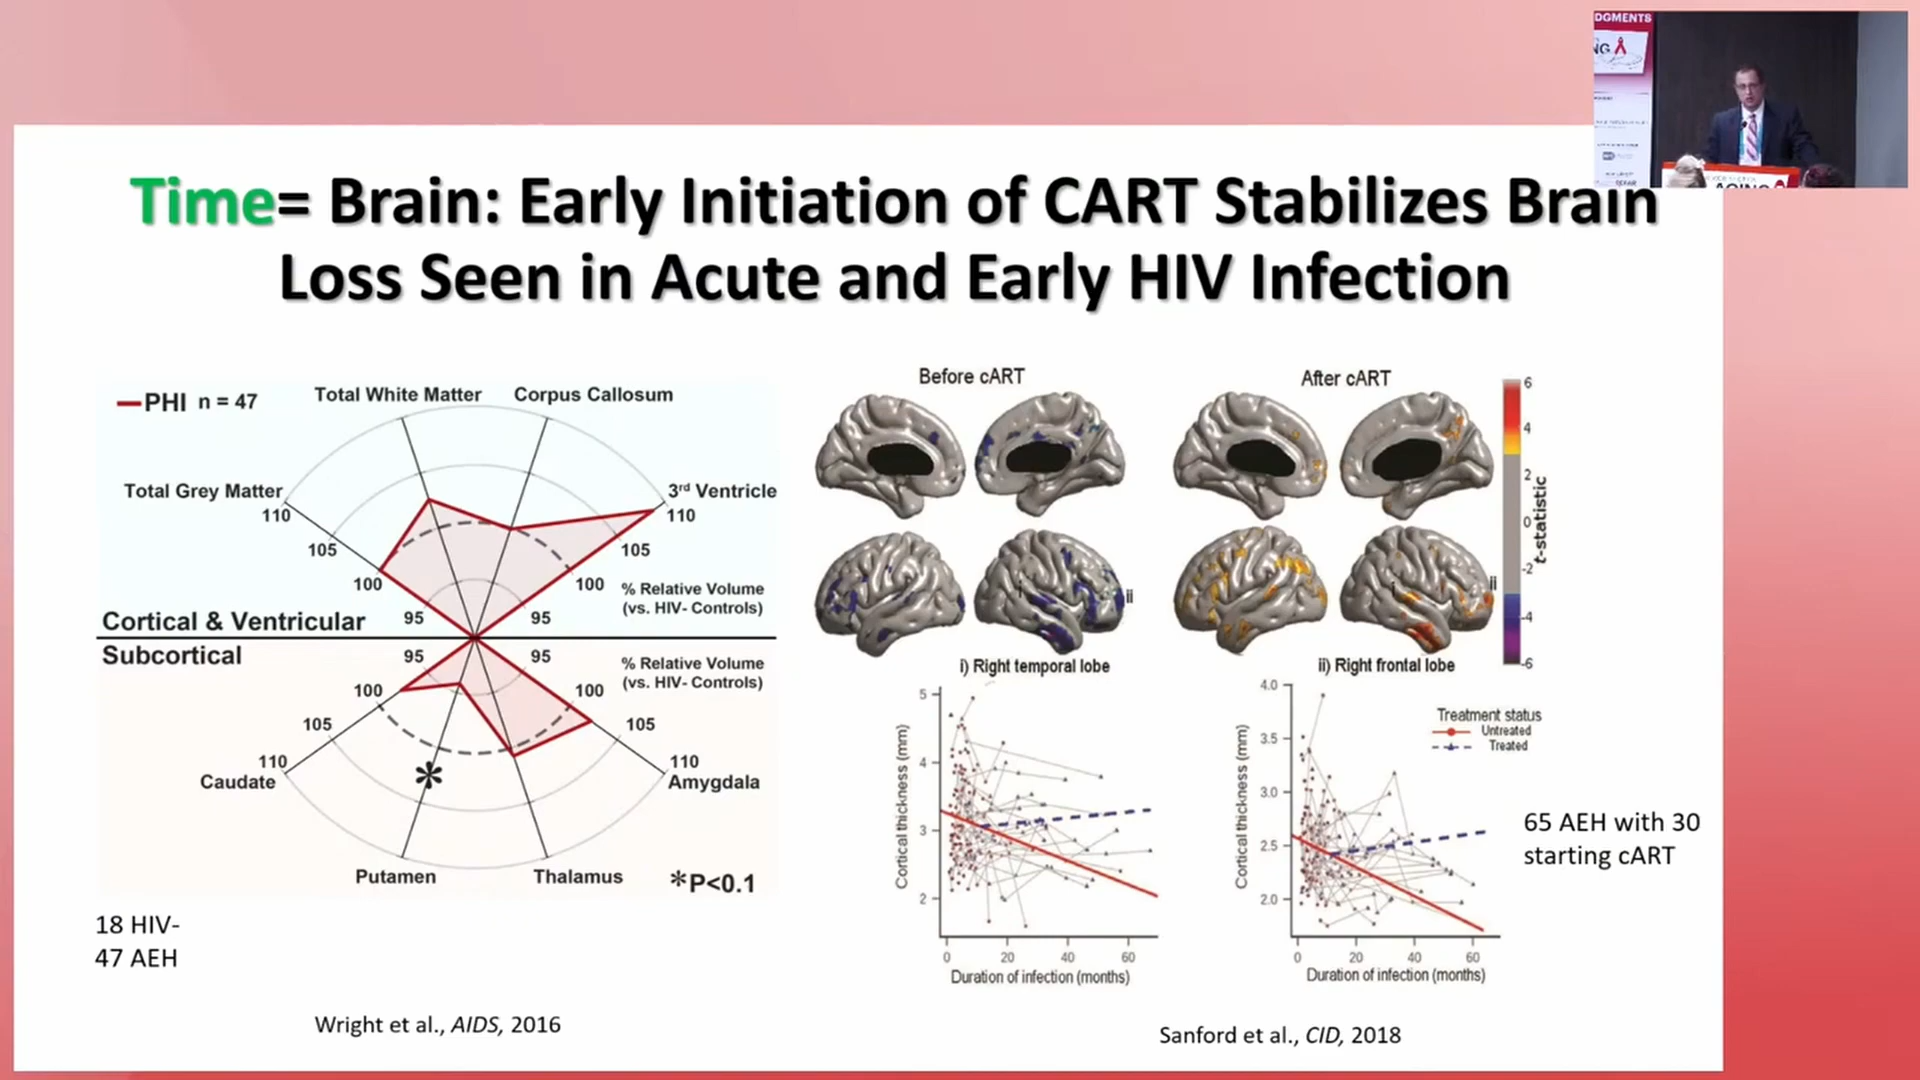 DGMENTS
NG
AGING
Time= Brain: Early Initiation of CART Stabilizes Brain
Loss Seen in Acute and Early HIV Infection
PHI n = 47
Total White Matter
Corpus Callosum
Total Grey Matter
3rd Ventricle
110
110
105
105
100
100
% Relative Volume
(vs. HIV- Controls)
95
95
Cortical & Ventricular
Subcortical
95
95
% Relative Volume
(vs. HIV- Controls)
100
100
105
105
110
110
Caudate
Amygdala
*
Putamen
Thalamus
*P<0.1
18 HIV-
47 AEH
Wright et al., AIDS, 2016
Before cART
After cART
6
4
2
0
-2
-4
-6
t-statistic
i
ii
i
ii
i) Right temporal lobe
ii) Right frontal lobe
5
4
3
2
Cortical thickness (mm)
0 20 40 60
Duration of infection (months)
4.0
3.5
3.0
2.5
2.0
Cortical thickness (mm)
0 20 40 60
Duration of infection (months)
Treatment status
Untreated
Treated
65 AEH with 30
starting cART
Sanford et al., CID, 2018